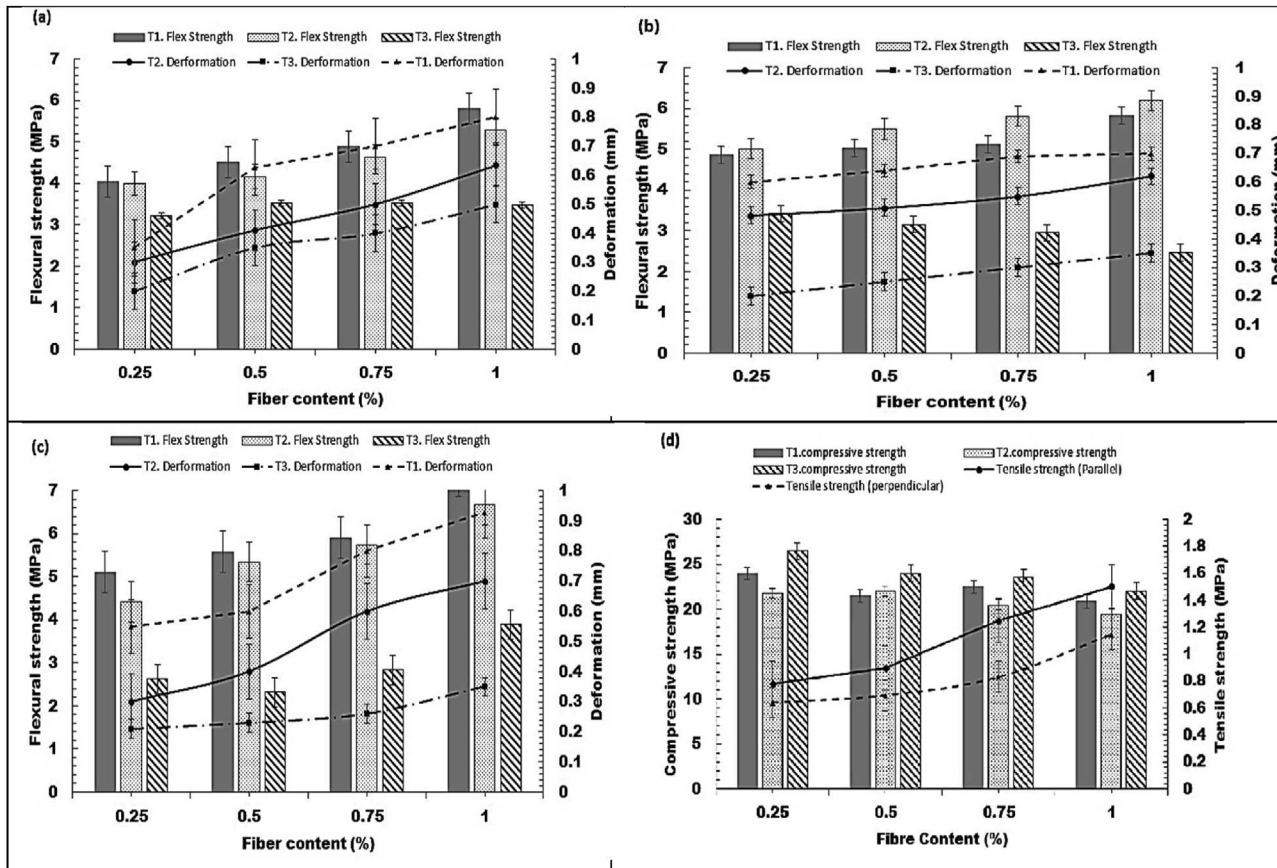 (a)
T1. Flex Strength T2. Flex Strength T3. Flex Strength
T2. Deformation T3. Deformation T1. Deformation
Flexural strength (MPa)
7
6
5
4
3
2
1
0
1
0.9
0.8
0.7
0.6
0.5
0.4
0.3
0.2
0.1
0
Deformation (mm)
0.25 0.5 0.75 1
Fiber content (%)
(b)
T1. Flex Strength T2. Flex Strength T3. Flex Strength
T2. Deformation T3. Deformation T1. Deformation
Flexural strength (MPa)
7
6
5
4
3
2
1
0
1
0.9
0.8
0.7
0.6
0.5
0.4
0.3
0.2
0.1
0
Deformation (mm)
0.25 0.5 0.75 1
Fiber content (%)
(c)
T1. Flex Strength T2. Flex Strength T3. Flex Strength
T2. Deformation T3. Deformation T1. Deformation
Flexural strength (MPa)
7
6
5
4
3
2
1
0
1
0.9
0.8
0.7
0.6
0.5
0.4
0.3
0.2
0.1
0
Deformation (mm)
0.25 0.5 0.75 1
Fiber content (%)
(d)
T1.compressive strength T2.compressive strength
T3.compressive strength Tensile strength (Parallel)
Tensile strength (perpendicular)
Compressive strength (MPa)
30
25
20
15
10
5
0
2
1.8
1.6
1.4
1.2
1
0.8
0.6
0.4
0.2
0
Tensile strength (MPa)
0.25 0.5 0.75 1
Fibre Content (%)